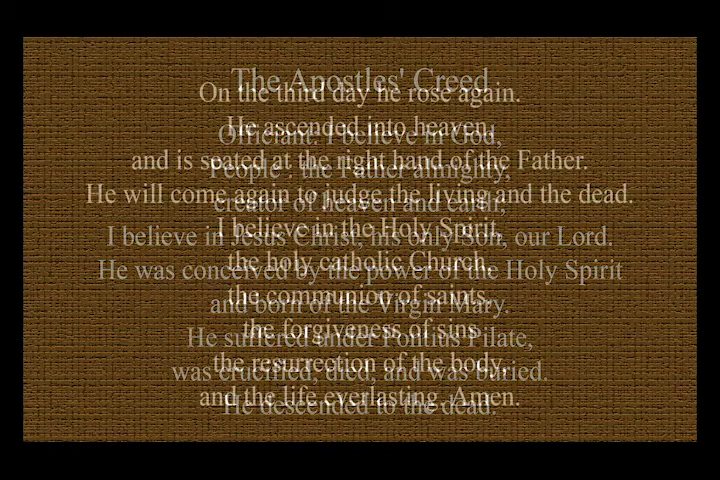 The Apostles' Creed
Officiant: I believe in God,
People : the Father almighty,
creator of heaven and earth;
I believe in Jesus Christ, his only Son, our Lord.
He was conceived by the power of the Holy Spirit
and born of the Virgin Mary.
He suffered under Pontius Pilate,
was crucified, died, and was buried.
He descended to the dead.
On the third day he rose again.
He ascended into heaven,
and is seated at the right hand of the Father.
He will come again to judge the living and the dead.
I believe in the Holy Spirit,
the holy catholic Church,
the communion of saints,
the forgiveness of sins
the resurrection of the body,
and the life everlasting. Amen.